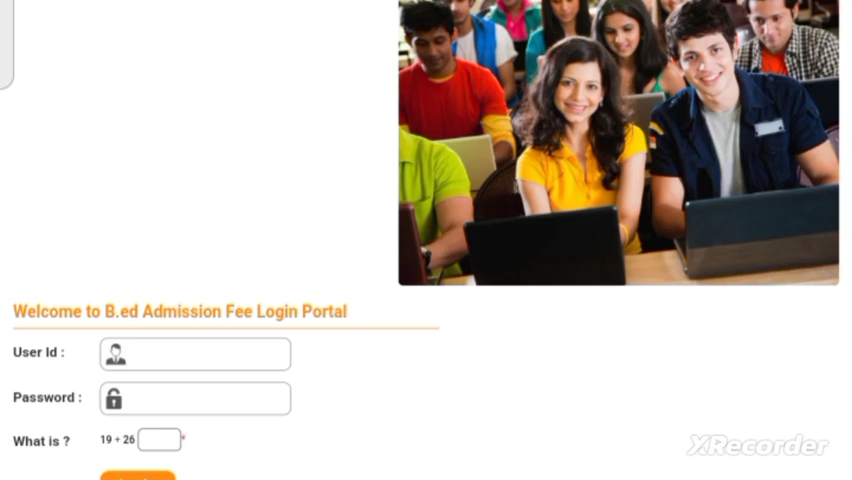 Welcome to B.ed Admission Fee Login Portal
User Id :
Password :
What is ? 19 + 26 *
XRecorder